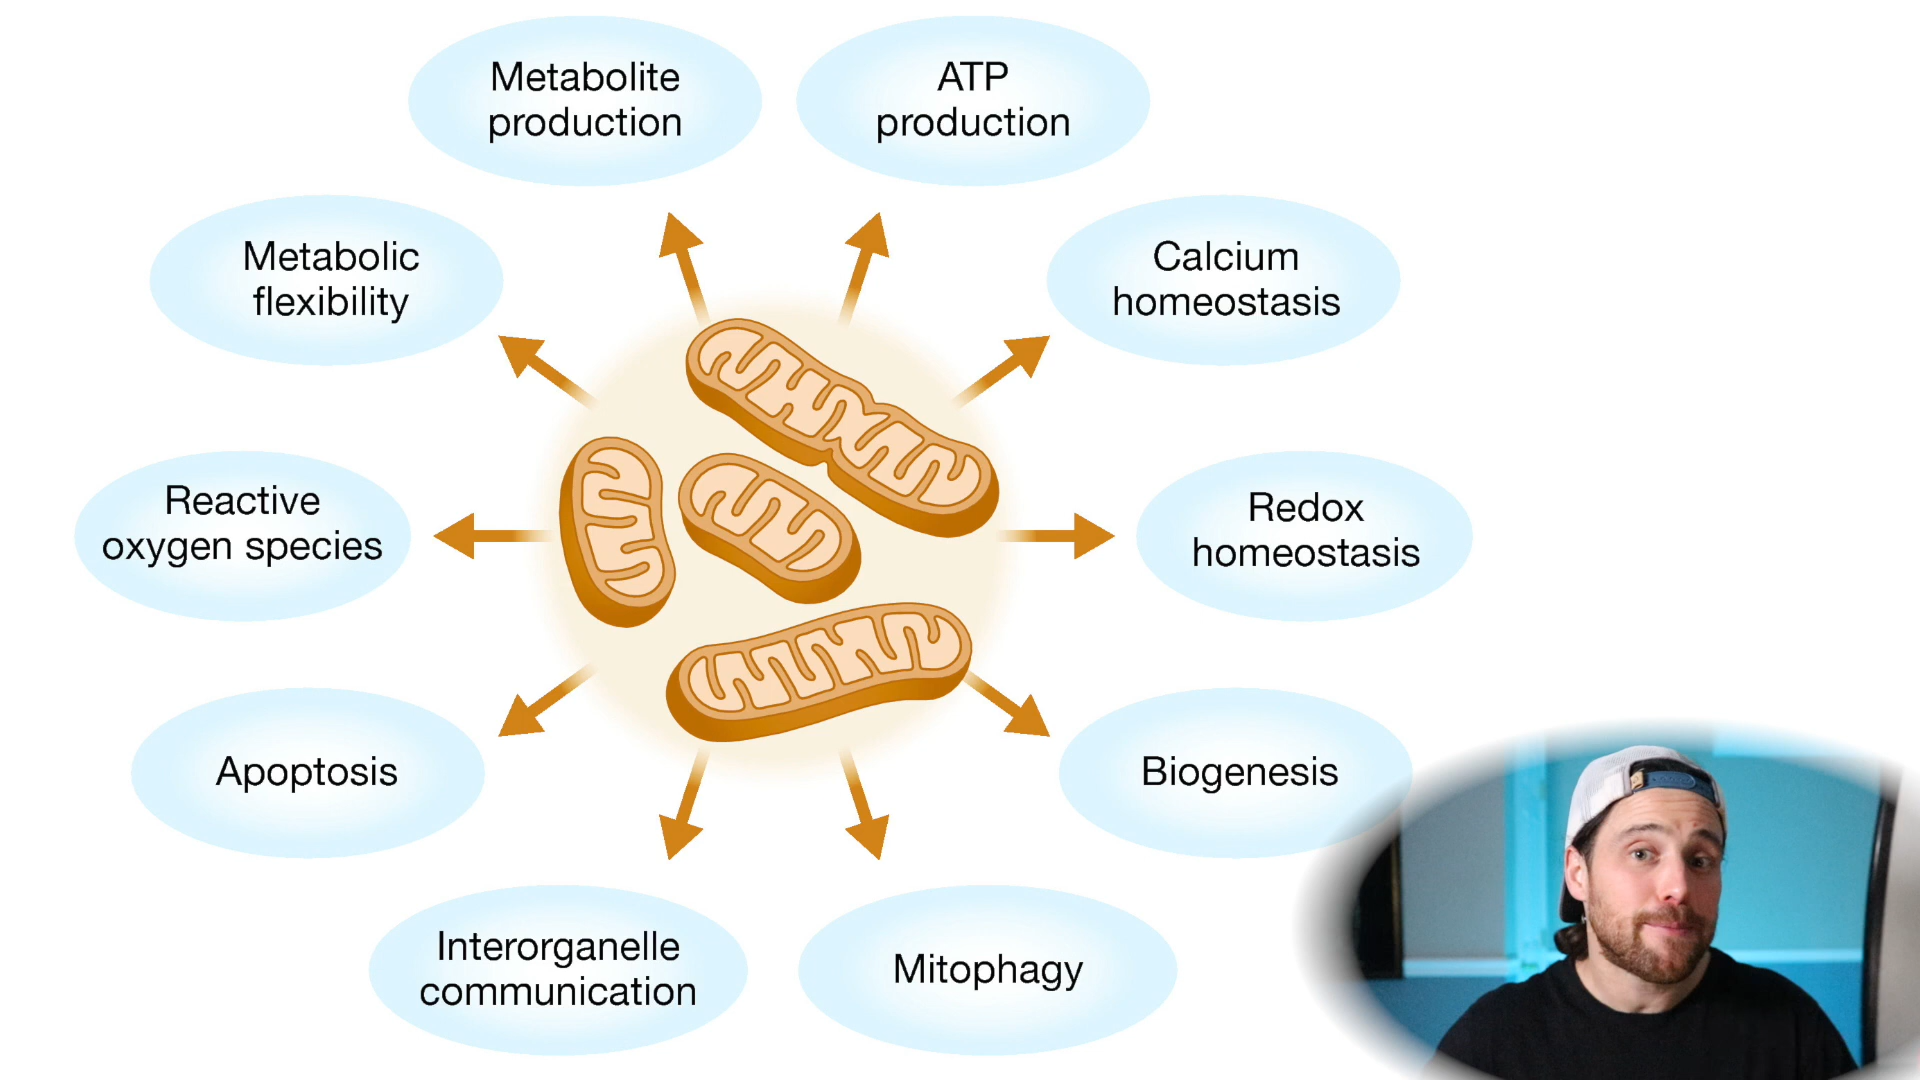 Metabolite
production
ATP
production
Metabolic
flexibility
Calcium
homeostasis
Reactive
oxygen species
Redox
homeostasis
Apoptosis
Biogenesis
Interorganelle
communication
Mitophagy